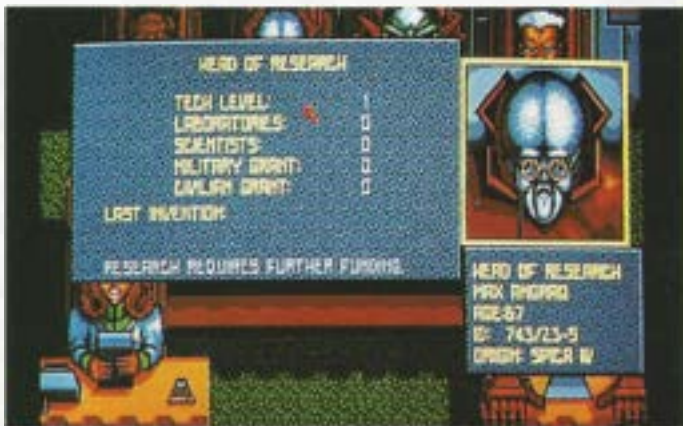 HEAD OF RESEARCH
TECH LEVEL: 1
LABORATORIES: 0
SCIENTISTS: 0
MILITARY GRANT: 0
CIVILIAN GRANT: 0
LAST INVENTION:
RESEARCH REQUIRES FURTHER FUNDING.
HEAD OF RESEARCH
MAX
AGE:67
ID: 743/23-5
ORIGIN: SPICA IV